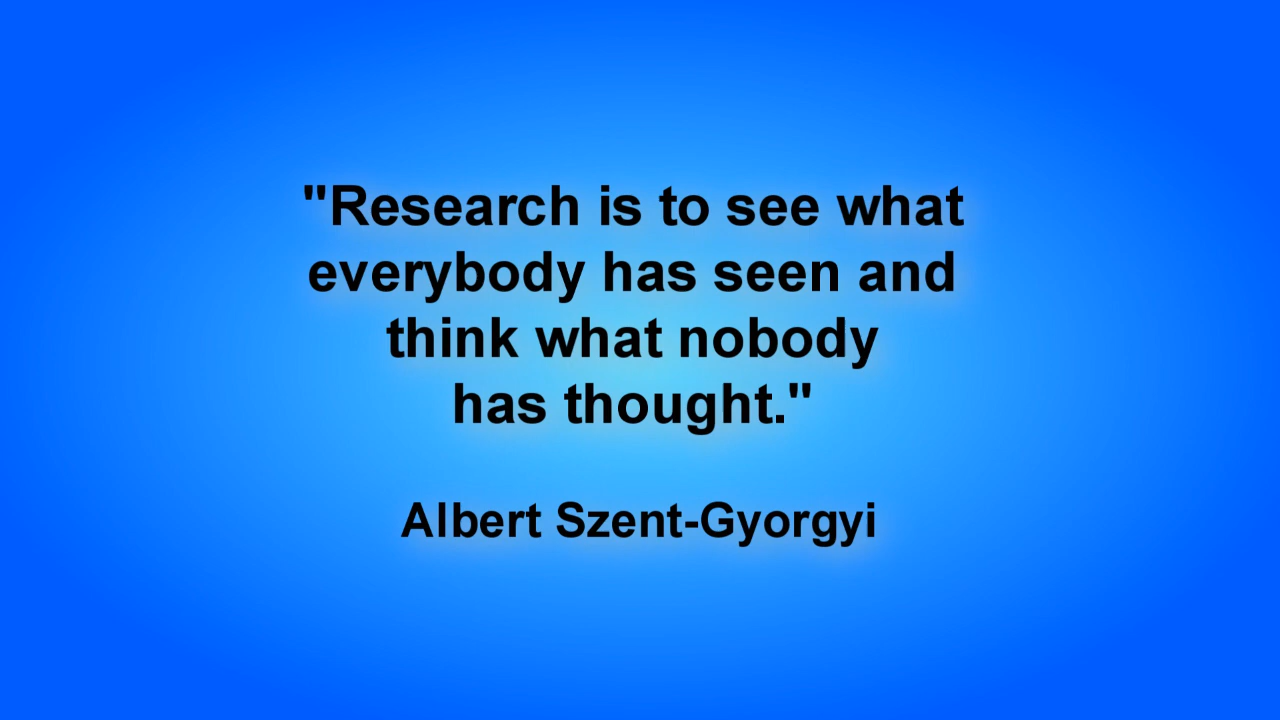 "Research is to see what
everybody has seen and
think what nobody
has thought."
Albert Szent-Gyorgyi